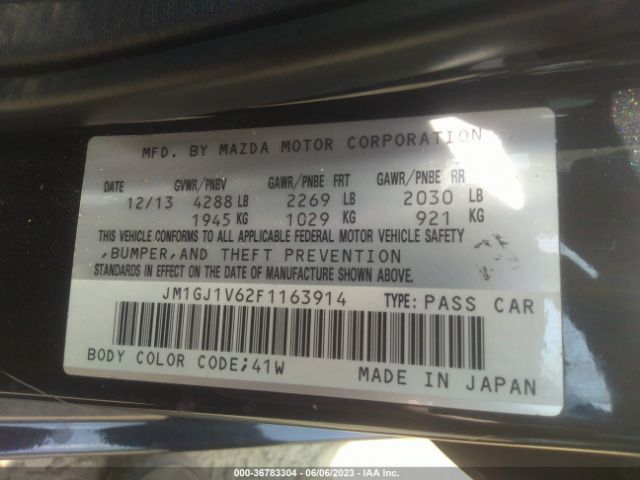 MFD. BY MAZDA MOTOR CORPORATION
DATE GVWR/PNBV GAWR/PNBE FRT GAWR/PNBE RR
12/13 4288 LB 2269 LB 2030 LB
1945 KG 1029 KG 921 KG
THIS VEHICLE CONFORMS TO ALL APPLICABLE FEDERAL MOTOR VEHICLE SAFETY
,BUMPER,AND THEFT PREVENTION
STANDARDS IN EFFECT ON THE DATE OF MANUFACTURE SHOWN ABOVE.
JM1GJ1V62F1163914 TYPE: PASS CAR
BODY COLOR CODE;41W MADE IN JAPAN
000-36783304 - 06/06/2023 - IAA Inc.